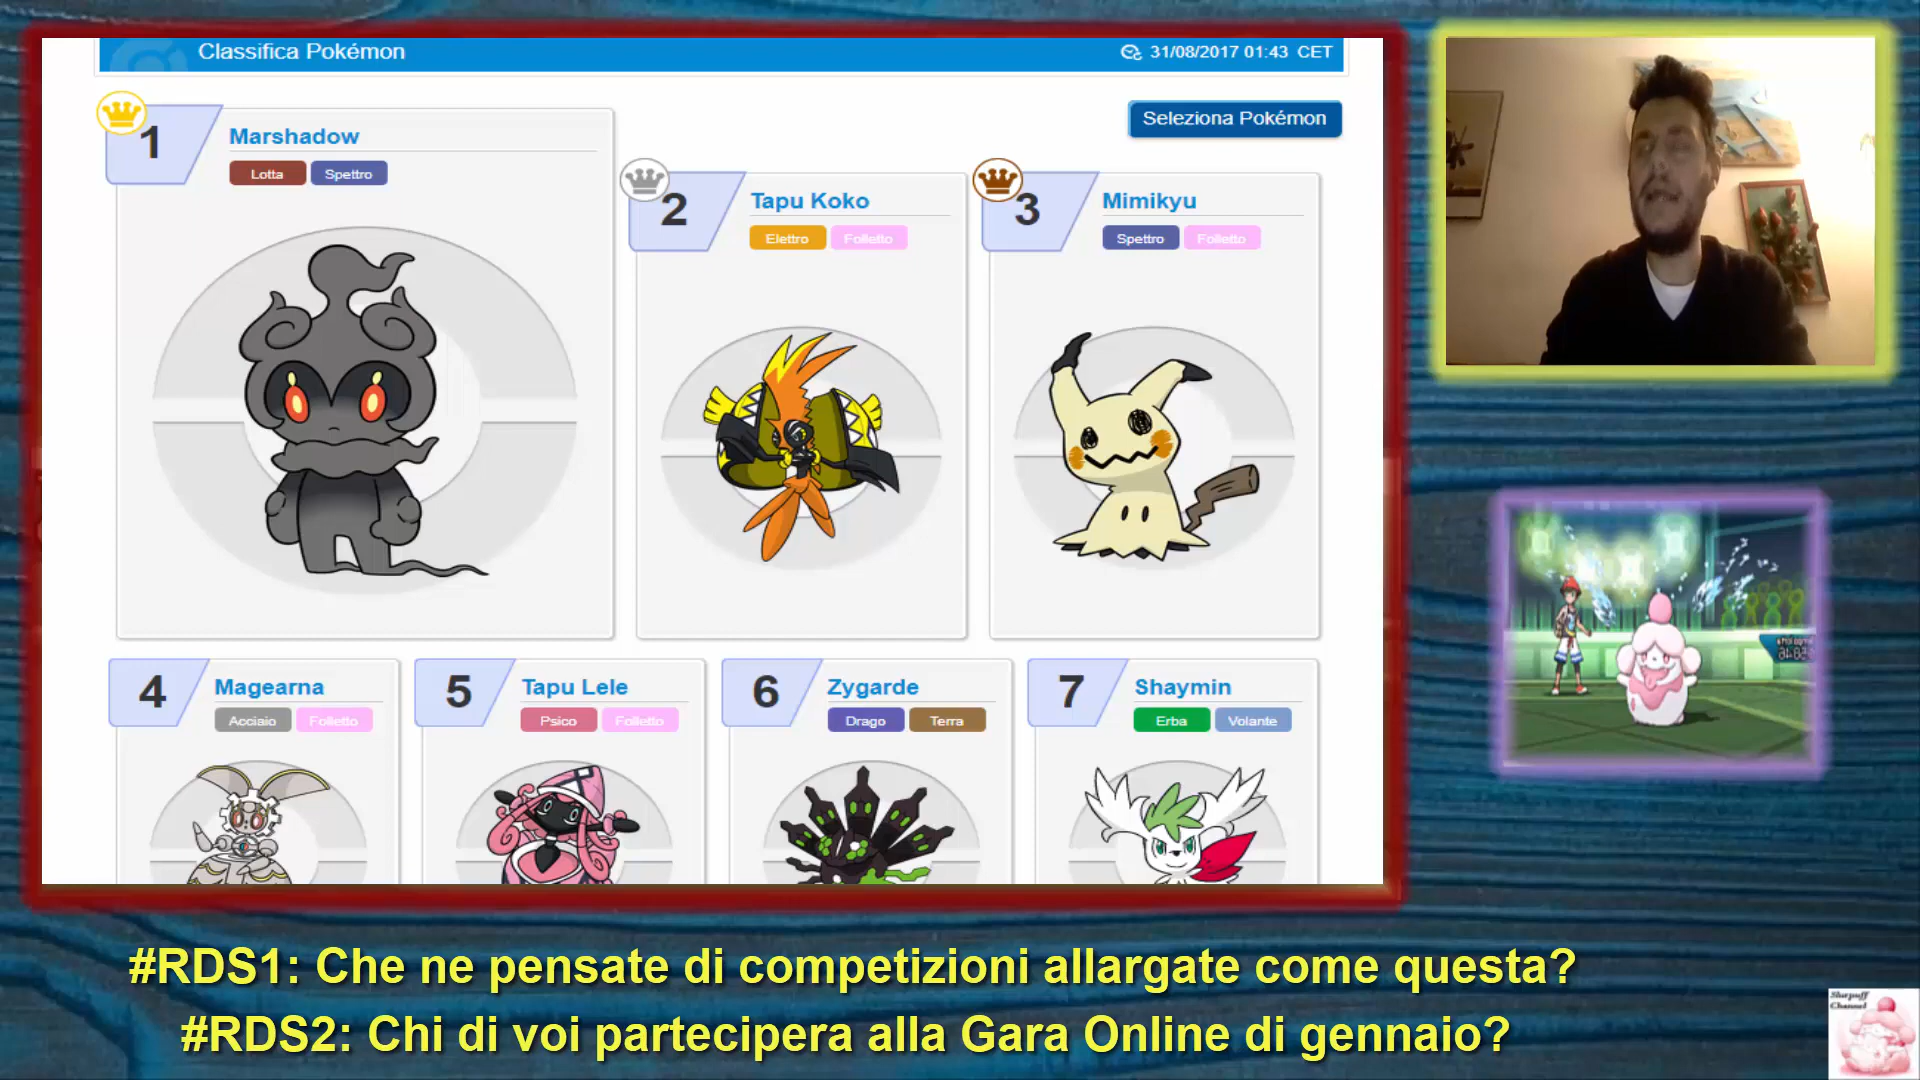 Classifica Pokémon
31/08/2017 01:43 CET
Seleziona Pokémon
1
Marshadow
Lotta
Spettro
2
Tapu Koko
Elettro
Folletto
3
Mimikyu
Spettro
Folletto
4
Magearna
Acciaio
Folletto
5
Tapu Lele
Psico
Folletto
6
Zygarde
Drago
Terra
7
Shaymin
Erba
Volante
#RDS1: Che ne pensate di competizioni allargate come questa?
#RDS2: Chi di voi partecipera alla Gara Online di gennaio?
Slurpuff
Channel